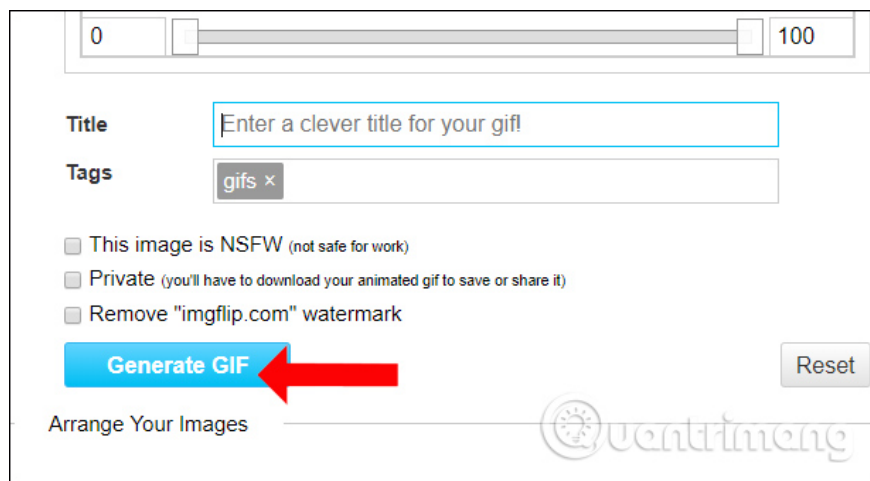 0 100
Title Enter a clever title for your gif!
Tags gifs ×
This image is NSFW (not safe for work)
Private (you'll have to download your animated gif to save or share it)
Remove "imgflip.com" watermark
Generate GIF Reset
Arrange Your Images
Quantrimang